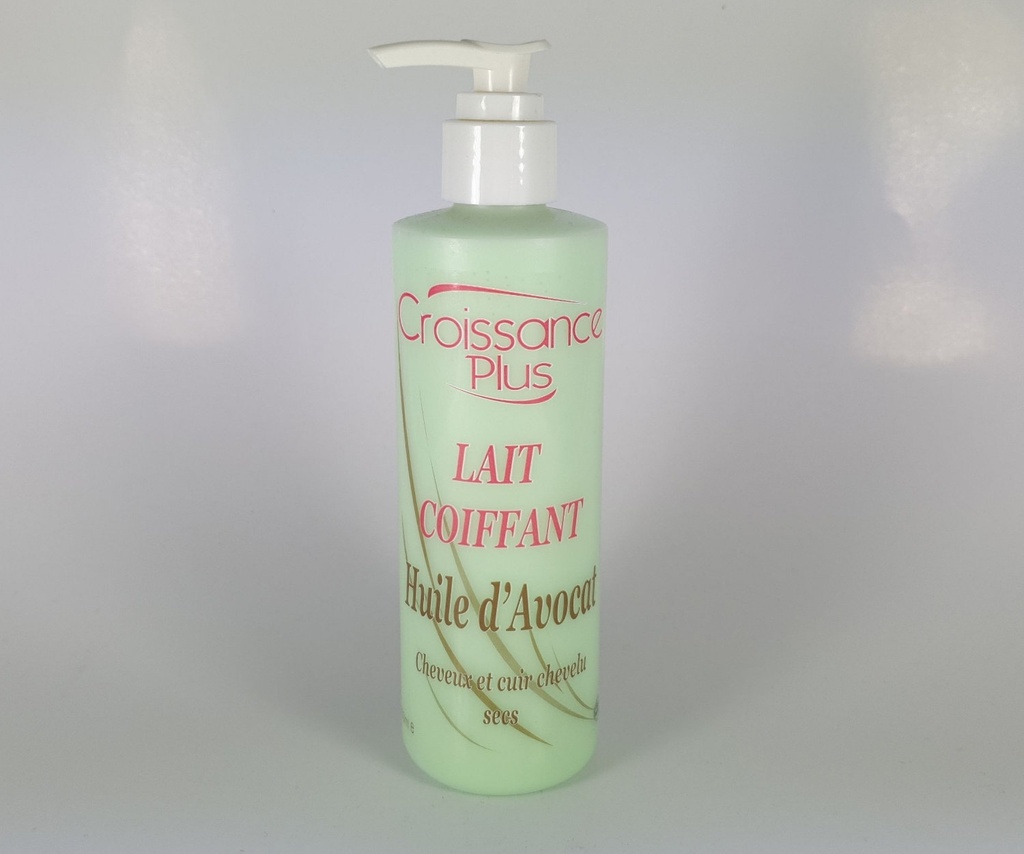 Croissance
Plus
LAIT
COIFFANT
Huile d'Avocat
Cheveux et cuir chevelu
secs